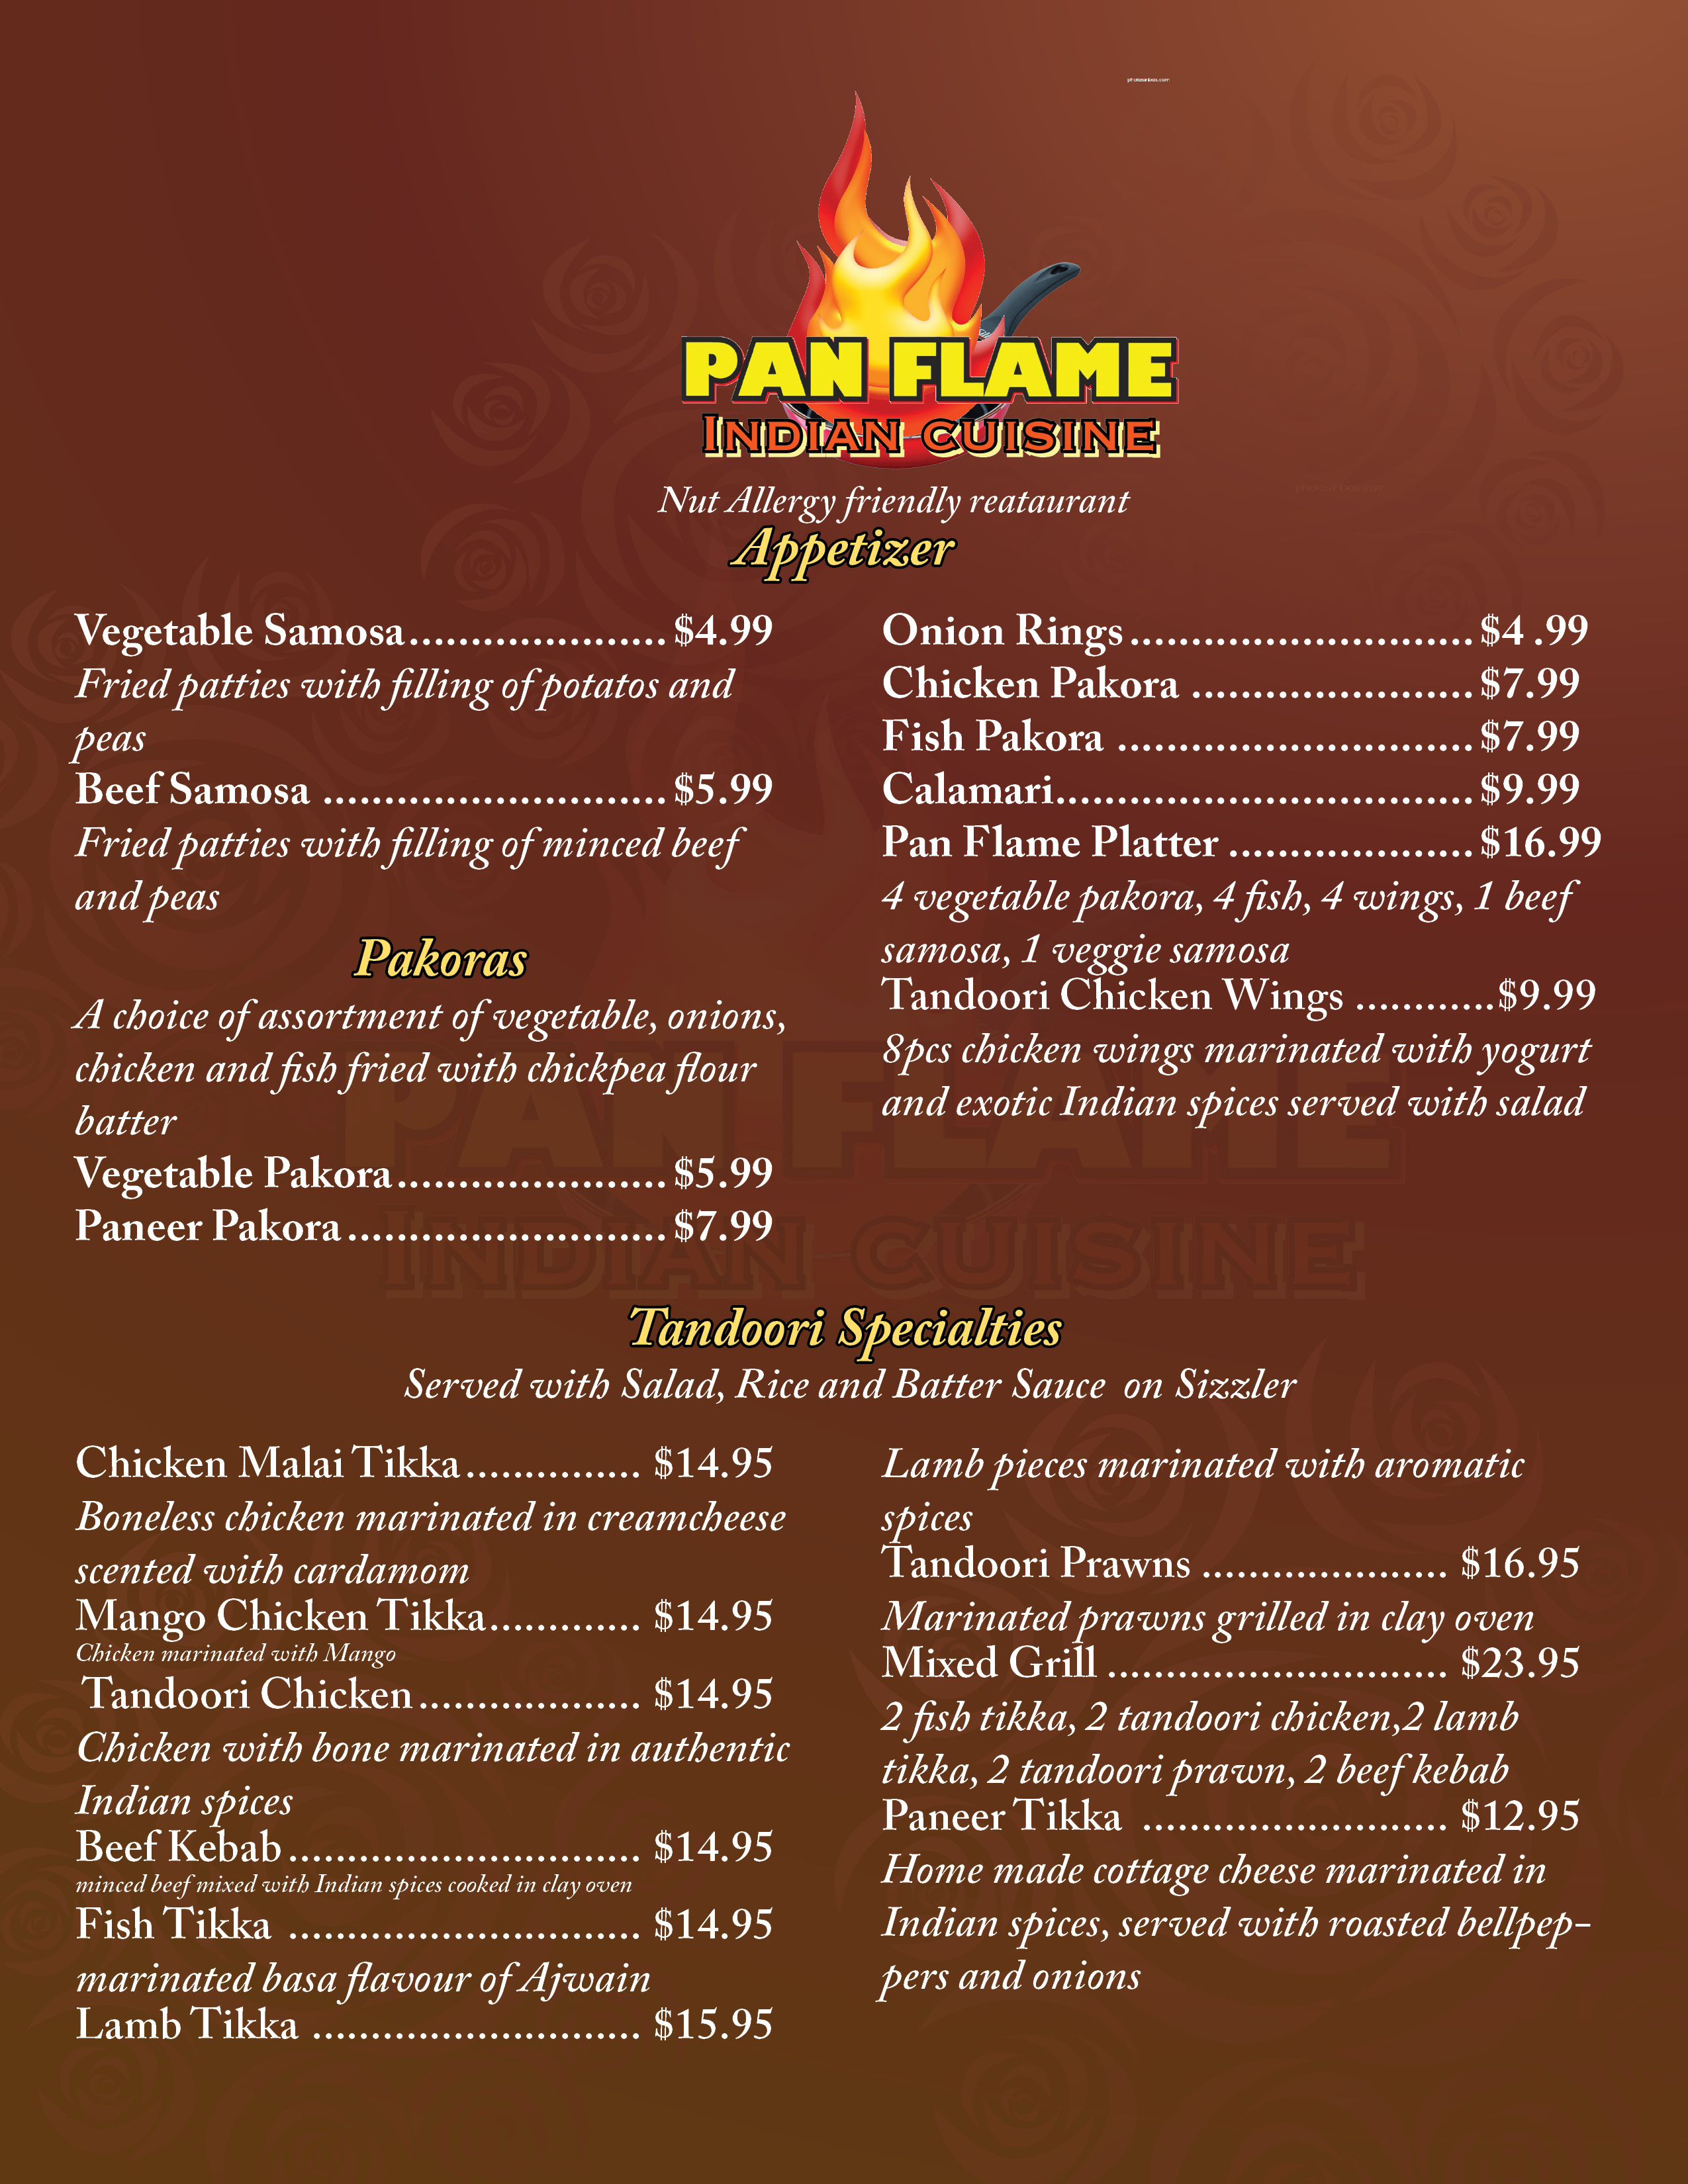 PAN FLAME
INDIAN CUISINE
Nut Allergy friendly reataurant
Appetizer
Vegetable Samosa..................... $4.99
Fried patties with filling of potatos and
peas
Beef Samosa ............................ $5.99
Fried patties with filling of minced beef
and peas
Pakoras
A choice of assortment of vegetable, onions,
chicken and fish fried with chickpea flour
batter
Vegetable Pakora...................... $5.99
Paneer Pakora.......................... $7.99
Onion Rings............................ $4 .99
Chicken Pakora ....................... $7.99
Fish Pakora ............................. $7.99
Calamari.................................. $9.99
Pan Flame Platter .................... $16.99
4 vegetable pakora, 4 fish, 4 wings, 1 beef
samosa, 1 veggie samosa
Tandoori Chicken Wings ............$9.99
8pcs chicken wings marinated with yogurt
and exotic Indian spices served with salad
PAN FLAME
INDIAN CUISINE
Tandoori Specialties
Served with Salad, Rice and Batter Sauce on Sizzler
Chicken Malai Tikka............... $14.95
Boneless chicken marinated in creamcheese
scented with cardamom
Mango Chicken Tikka............. $14.95
Chicken marinated with Mango
Tandoori Chicken................... $14.95
Chicken with bone marinated in authentic
Indian spices
Beef Kebab.............................. $14.95
minced beef mixed with Indian spices cooked in clay oven
Fish Tikka .............................. $14.95
marinated basa flavour of Ajwain
Lamb Tikka ............................ $15.95
Lamb pieces marinated with aromatic
spices
Tandoori Prawns ..................... $16.95
Marinated prawns grilled in clay oven
Mixed Grill ............................. $23.95
2 fish tikka, 2 tandoori chicken,2 lamb
tikka, 2 tandoori prawn, 2 beef kebab
Paneer Tikka .......................... $12.95
Home made cottage cheese marinated in
Indian spices, served with roasted bellpep-
pers and onions